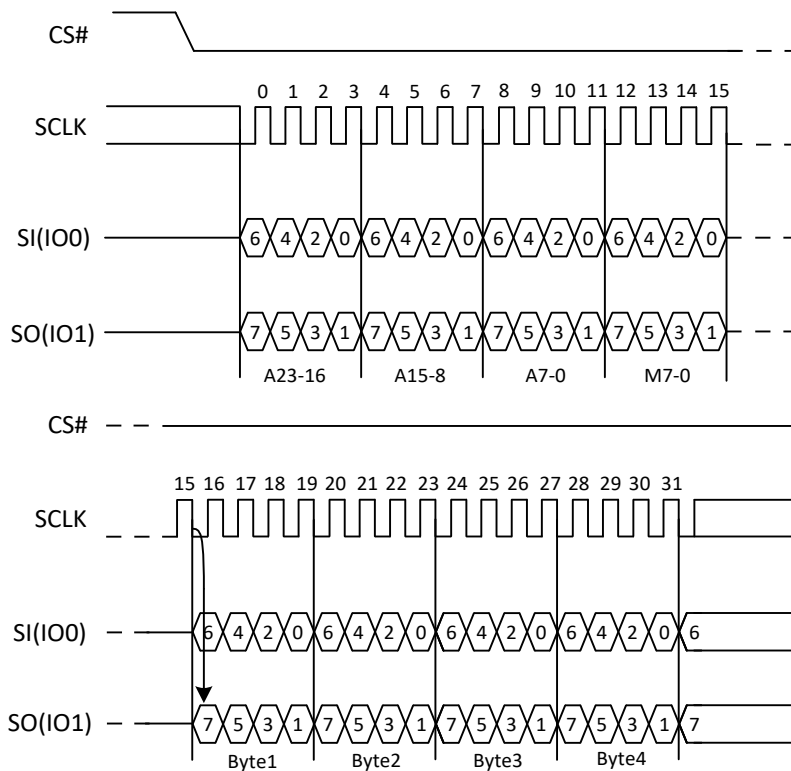 CS#
0 1 2 3 4 5 6 7 8 9 10 11 12 13 14 15
SCLK
SI(IO0) 6 4 2 0 6 4 2 0 6 4 2 0 6 4 2 0
SO(IO1) 7 5 3 1 7 5 3 1 7 5 3 1 7 5 3 1
A23-16 A15-8 A7-0 M7-0
CS#
15 16 17 18 19 20 21 22 23 24 25 26 27 28 29 30 31
SCLK
SI(IO0) 6 4 2 0 6 4 2 0 6 4 2 0 6 4 2 0 6
SO(IO1) 7 5 3 1 7 5 3 1 7 5 3 1 7 5 3 1 7
Byte1 Byte2 Byte3 Byte4